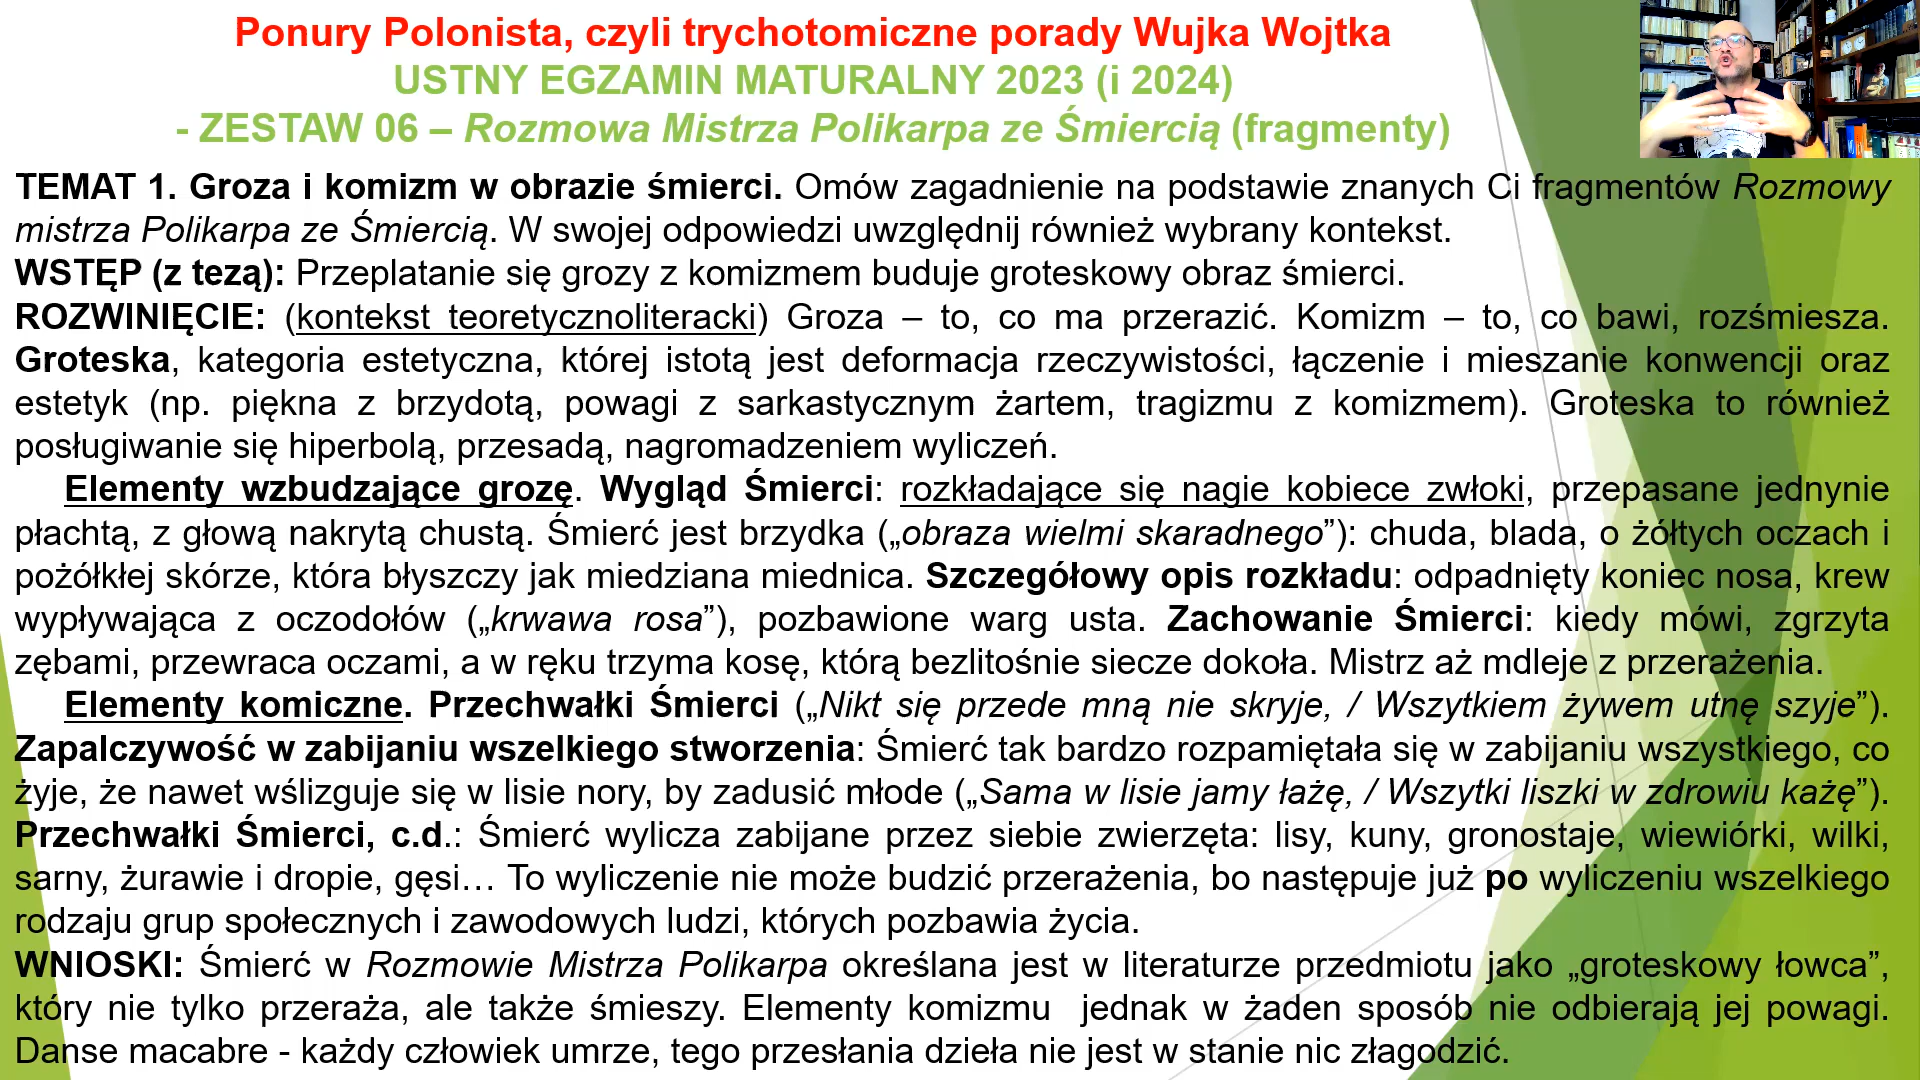 Ponury Polonista, czyli trychotomiczne porady Wujka Wojtka
USTNY EGZAMIN MATURALNY 2023 (i 2024)
- ZESTAW 06 – Rozmowa Mistrza Polikarpa ze Śmiercią (fragmenty)
TEMAT 1. Groza i komizm w obrazie śmierci. Omów zagadnienie na podstawie znanych Ci fragmentów Rozmowy
mistrza Polikarpa ze Śmiercią. W swojej odpowiedzi uwzględnij również wybrany kontekst.
WSTĘP (z tezą): Przeplatanie się grozy z komizmem buduje groteskowy obraz śmierci.
ROZWINIĘCIE: (kontekst teoretycznoliteracki) Groza – to, co ma przerazić. Komizm – to, co bawi, rozśmiesza.
Groteska, kategoria estetyczna, której istotą jest deformacja rzeczywistości, łączenie i mieszanie konwencji oraz
estetyk (np. piękna z brzydotą, powagi z sarkastycznym żartem, tragizmu z komizmem). Groteska to również
posługiwanie się hiperbolą, przesadą, nagromadzeniem wyliczeń.
Elementy wzbudzające grozę. Wygląd Śmierci: rozkładające się nagie kobiece zwłoki, przepasane jednynie
płachtą, z głową nakrytą chustą. Śmierć jest brzydka („obraza wielmi skaradnego”): chuda, blada, o żółtych oczach i
pożółkłej skórze, która błyszczy jak miedziana miednica. Szczegółowy opis rozkładu: odpadnięty koniec nosa, krew
wypływająca z oczodołów („krwawa rosa”), pozbawione warg usta. Zachowanie Śmierci: kiedy mówi, zgrzyta
zębami, przewraca oczami, a w ręku trzyma kosę, którą bezlitośnie siecze dokoła. Mistrz aż mdleje z przerażenia.
Elementy komiczne. Przechwałki Śmierci („Nikt się przede mną nie skryje, / Wszytkiem żywem utnę szyje”).
Zapalczywość w zabijaniu wszelkiego stworzenia: Śmierć tak bardzo rozpamiętała się w zabijaniu wszystkiego, co
żyje, że nawet wślizguje się w lisie nory, by zadusić młode („Sama w lisie jamy łażę, / Wszytki liszki w zdrowiu każę”).
Przechwałki Śmierci, c.d.: Śmierć wylicza zabijane przez siebie zwierzęta: lisy, kuny, gronostaje, wiewiórki, wilki,
sarny, żurawie i dropie, gęsi… To wyliczenie nie może budzić przerażenia, bo następuje już po wyliczeniu wszelkiego
rodzaju grup społecznych i zawodowych ludzi, których pozbawia życia.
WNIOSKI: Śmierć w Rozmowie Mistrza Polikarpa określana jest w literaturze przedmiotu jako „groteskowy łowca”,
który nie tylko przeraża, ale także śmieszy. Elementy komizmu jednak w żaden sposób nie odbierają jej powagi.
Danse macabre - każdy człowiek umrze, tego przesłania dzieła nie jest w stanie nic złagodzić.